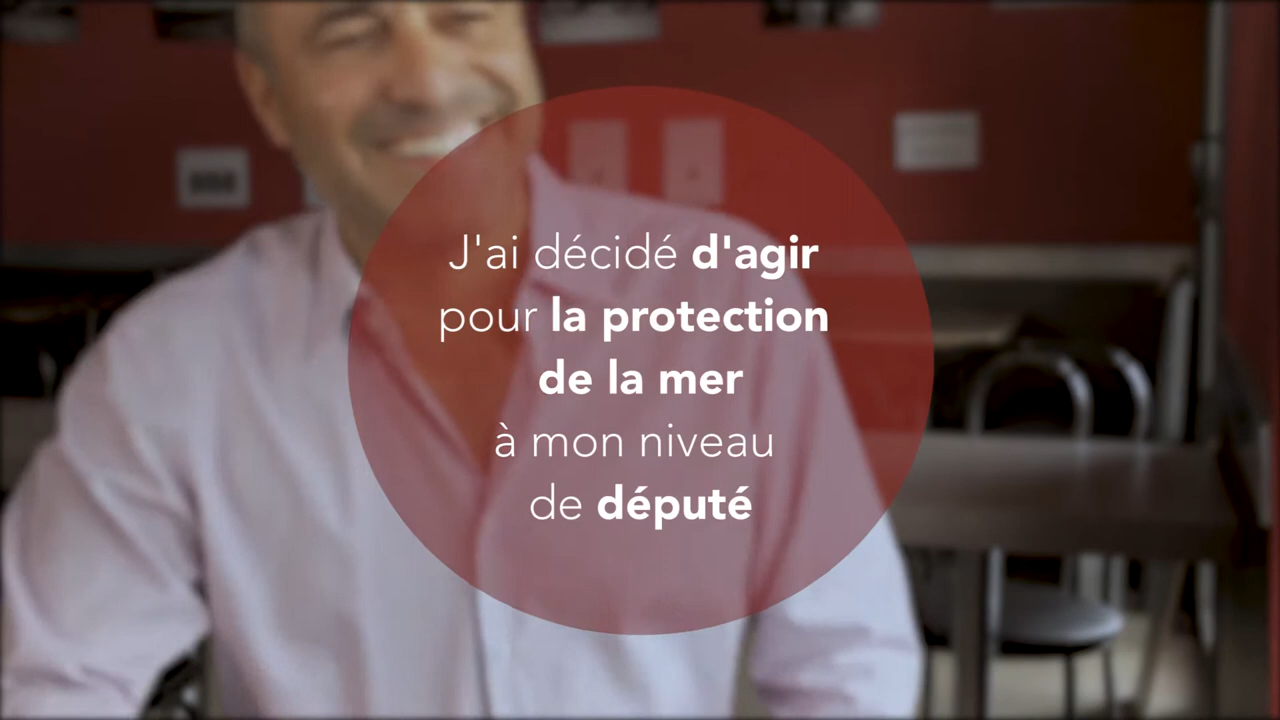 J'ai décidé d'agir
pour la protection
de la mer
à mon niveau
de député